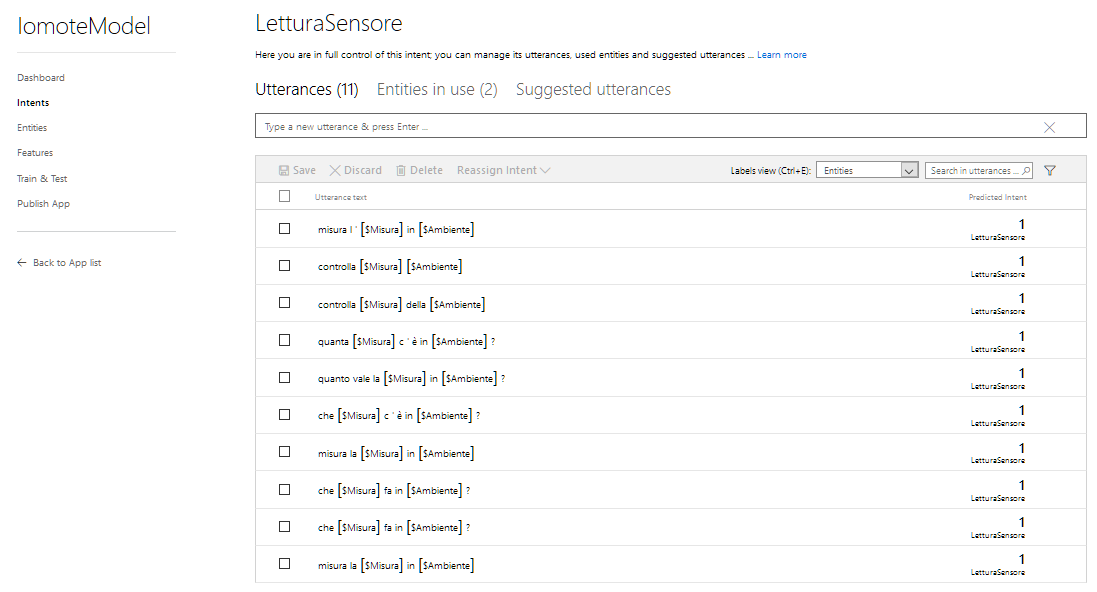 IomoteModel
Dashboard
Intents
Entities
Features
Train & Test
Publish App
Back to App list
LetturaSensore
Here you are in full control of this intent; you can manage its utterances, used entities and suggested utterances ... Learn more
Utterances (11) Entities in use (2) Suggested utterances
Type a new utterance & press Enter ...
Save Discard Delete Reassign Intent Labels view (Ctrl+E): Entities Search in utterances ...
Utterance text Predicted Intent
misura l ' [$Misura] in [$Ambiente] 1
LetturaSensore
controlla [$Misura] [$Ambiente] 1
LetturaSensore
controlla [$Misura] della [$Ambiente] 1
LetturaSensore
quanta [$Misura] c ' è in [$Ambiente] ? 1
LetturaSensore
quanto vale la [$Misura] in [$Ambiente] ? 1
LetturaSensore
che [$Misura] c ' è in [$Ambiente] ? 1
LetturaSensore
misura la [$Misura] in [$Ambiente] 1
LetturaSensore
che [$Misura] fa in [$Ambiente] ? 1
LetturaSensore
che [$Misura] fa in [$Ambiente] ? 1
LetturaSensore
misura la [$Misura] in [$Ambiente] 1
LetturaSensore